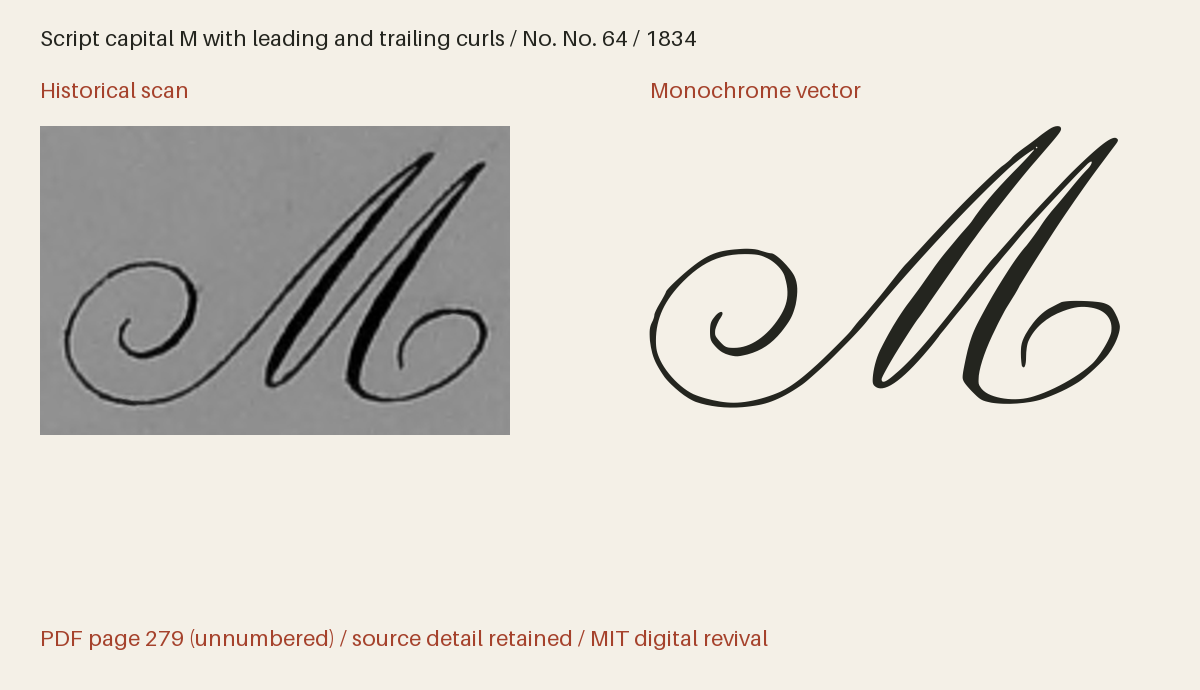 Script capital M with leading and trailing curls / No. No. 64 / 1834
Historical scan
Monochrome vector
M
M
PDF page 279 (unnumbered) / source detail retained / MIT digital revival